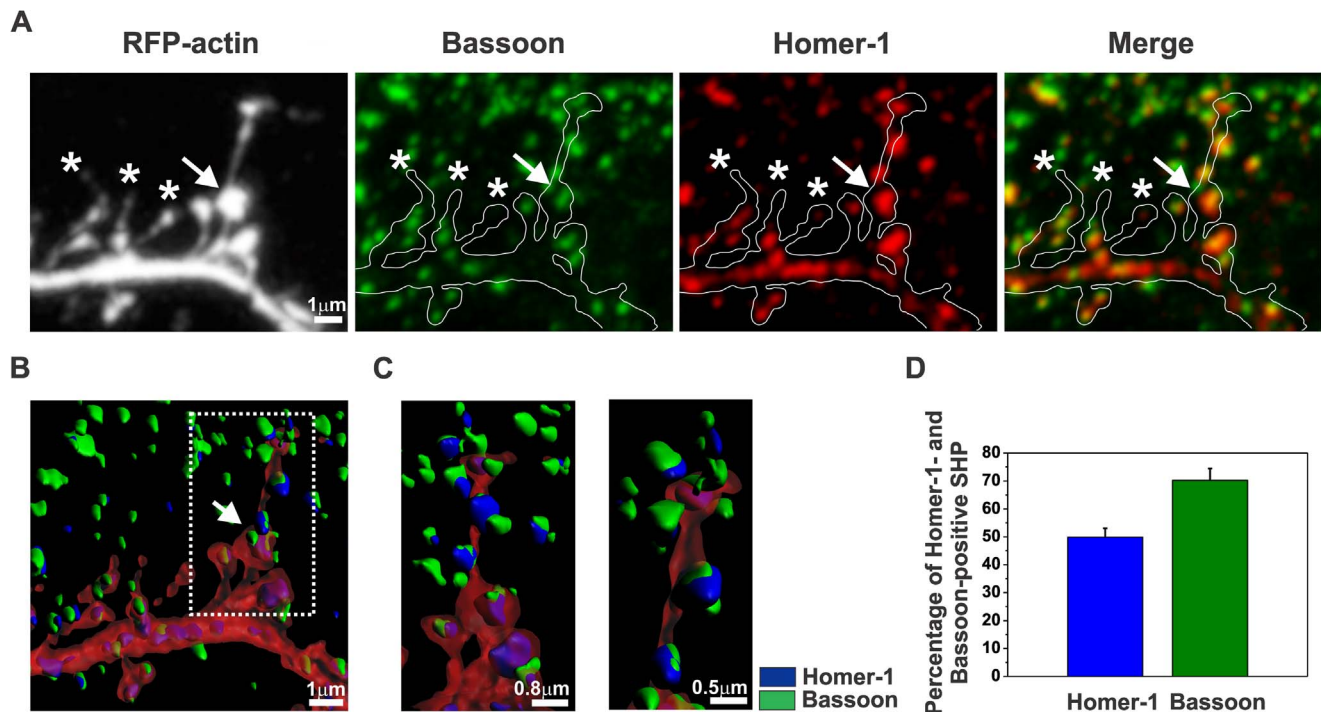 A
RFP-actin Bassoon Homer-1 Merge
* * * * * * * * * * * *
1μm
B
C
D
1μm
0.8μm
0.5μm
Homer-1
Bassoon
Percentage of Homer-1- and
Bassoon-positive SHP
80
70
60
50
40
30
20
10
0
Homer-1 Bassoon